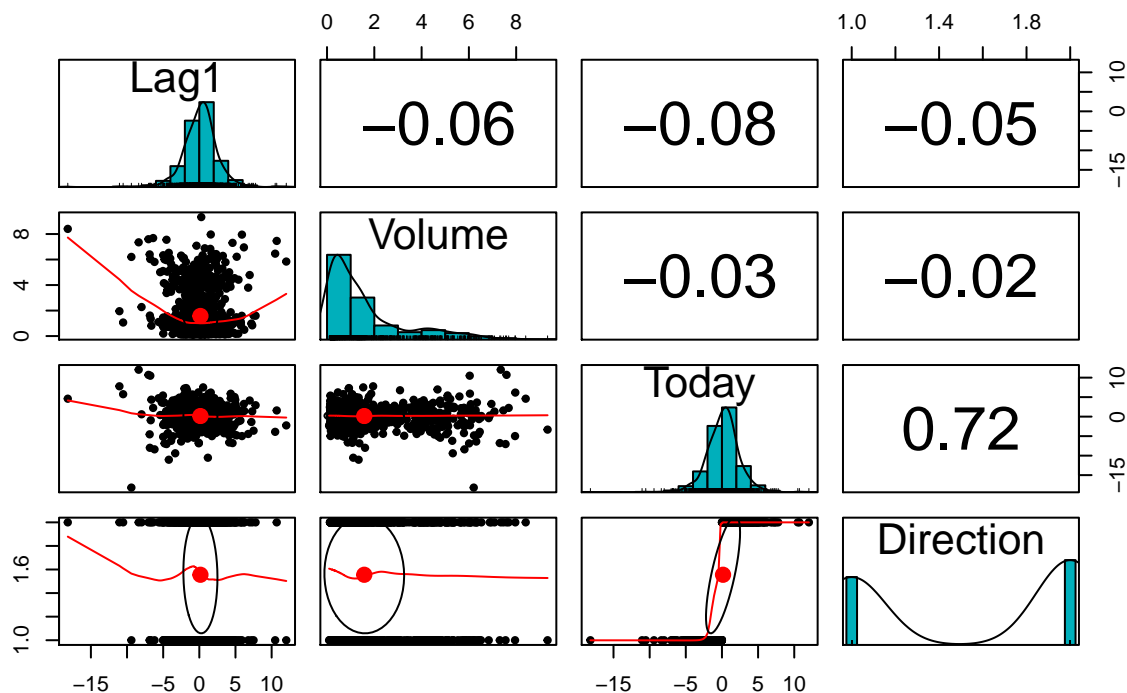 0 2 4 6 8 1.0 1.4 1.8
Lag1 −0.06 −0.08 −0.05 −15 0 10
0 4 8 Volume −0.03 −0.02
Today 0.72 −15 0 10
1.0 1.6 Direction
−15 −5 0 5 10 −15 −5 0 5 10